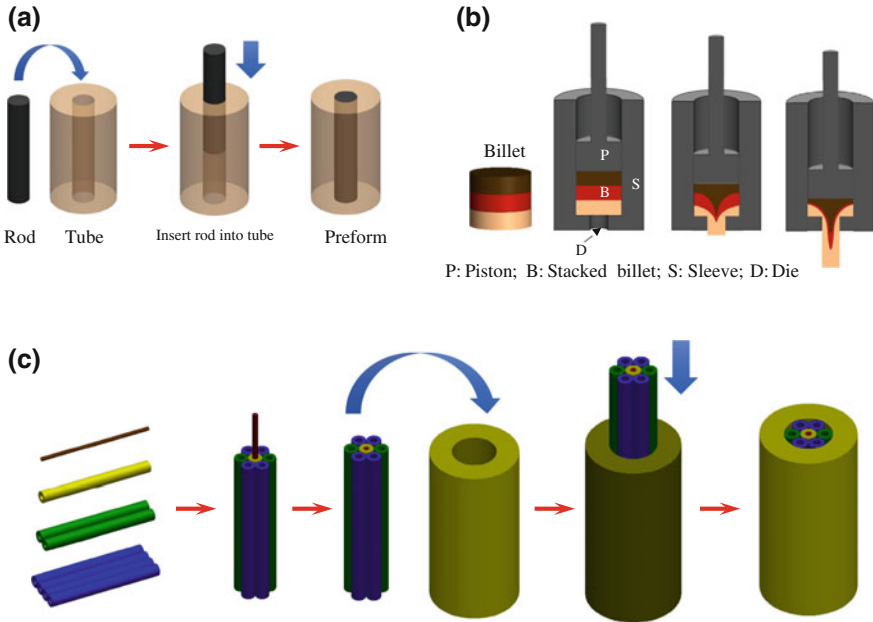 (a)
Rod
Tube
Insert rod into tube
Preform
(b)
Billet
P
B
S
D
P: Piston; B: Stacked billet; S: Sleeve; D: Die
(c)